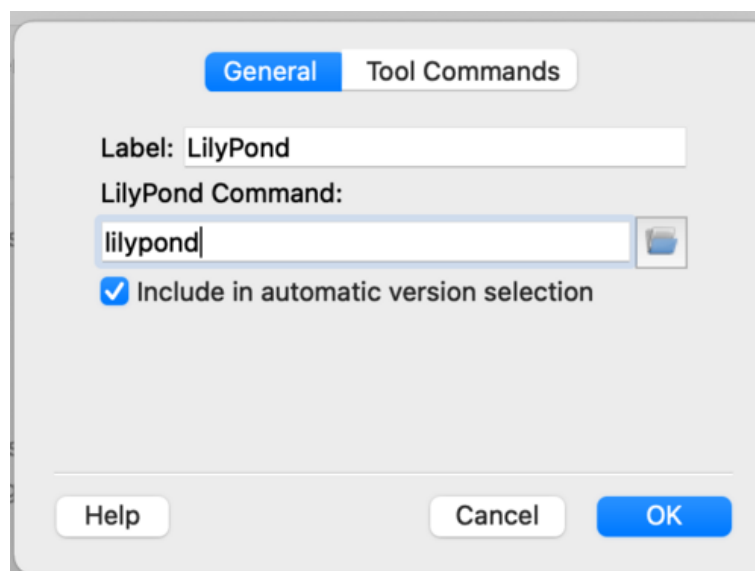 General Tool Commands
Label: LilyPond
LilyPond Command:
lilypond
Include in automatic version selection
Help Cancel OK